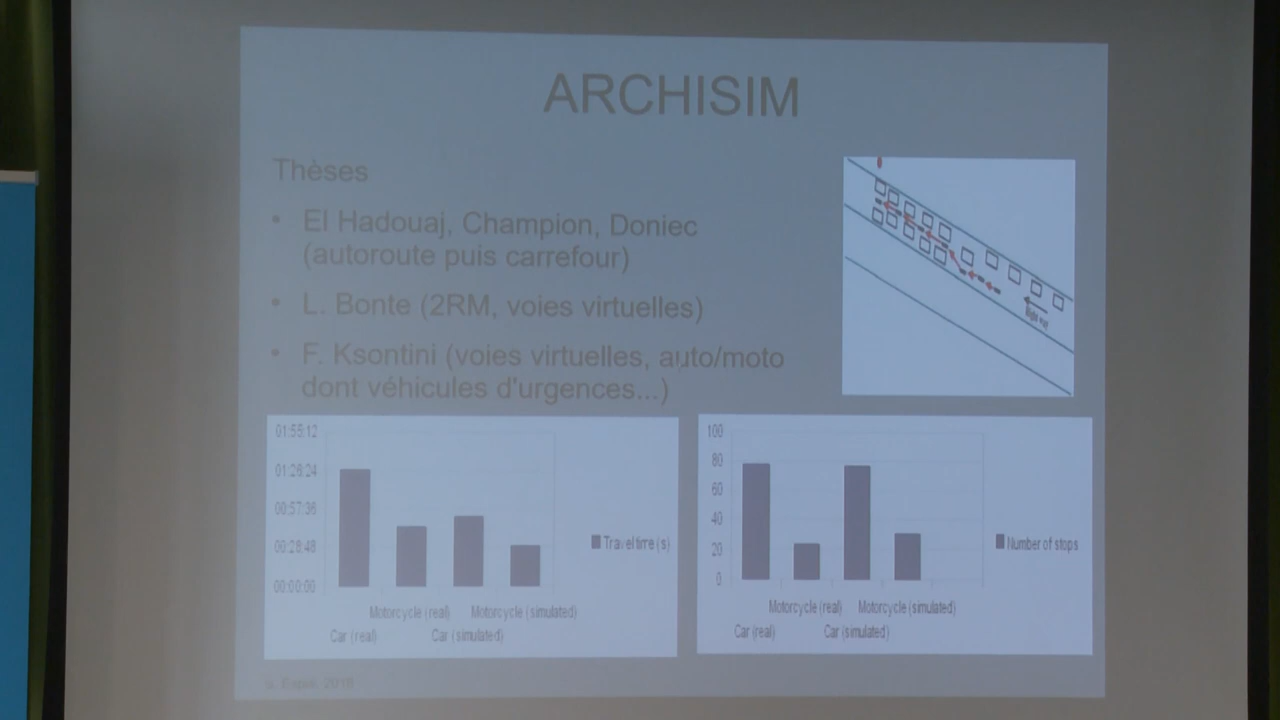 ARCHISIM
Thèses
• El Hadouaj, Champion, Doniec
(autoroute puis carrefour)
• L. Bonte (2RM, voies virtuelles)
• F. Ksontini (voies virtuelles, auto/moto
dont véhicules d'urgences...)
01:55:12
01:26:24
00:57:36
00:28:48
00:00:00
Travel time (s)
Motorcycle (real) Motorcycle (simulated)
Car (real) Car (simulated)
100
80
60
40
20
0
Number of stops
Motorcycle (real) Motorcycle (simulated)
Car (real) Car (simulated)
2018